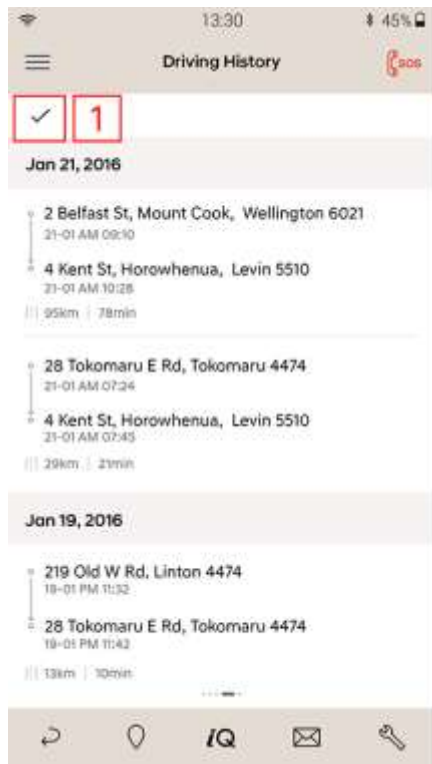 13:30
45%
Driving History
SOS
1
Jan 21, 2016
2 Belfast St, Mount Cook, Wellington 6021
21-01 AM 09:10
4 Kent St, Horowhenua, Levin 5510
21-01 AM 10:28
95km | 78min
28 Tokomaru E Rd, Tokomaru 4474
21-01 AM 07:24
4 Kent St, Horowhenua, Levin 5510
21-01 AM 07:45
29km | 21min
Jan 19, 2016
219 Old W Rd, Linton 4474
19-01 PM 11:32
28 Tokomaru E Rd, Tokomaru 4474
19-01 PM 11:42
13km | 10min
iQ